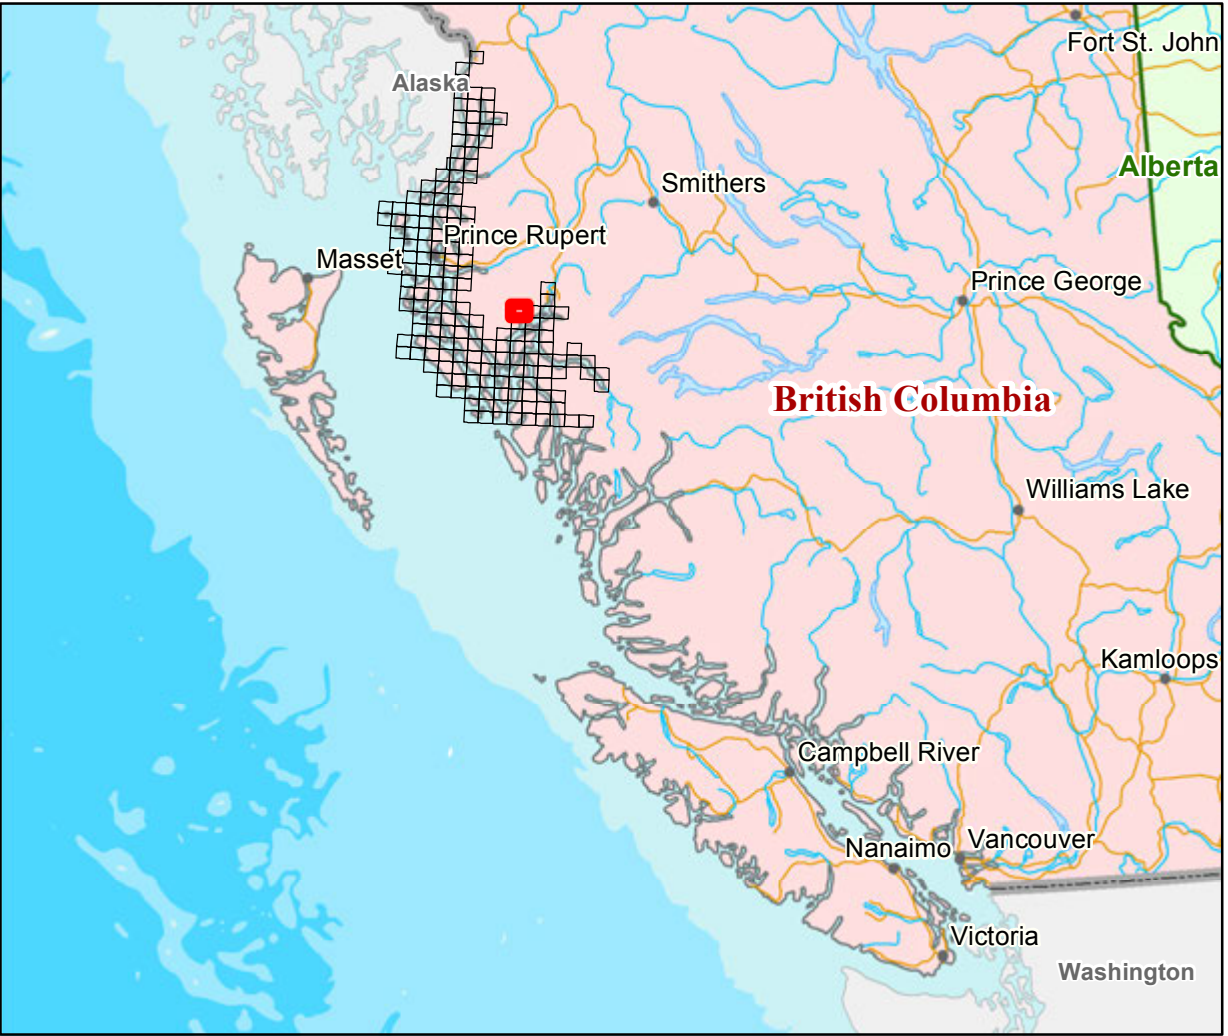 Fort St. John
Alaska
Alberta
Smithers
Prince Rupert
Masset
Prince George
British Columbia
Williams Lake
Kamloops
Campbell River
Vancouver
Nanaimo
Victoria
Washington